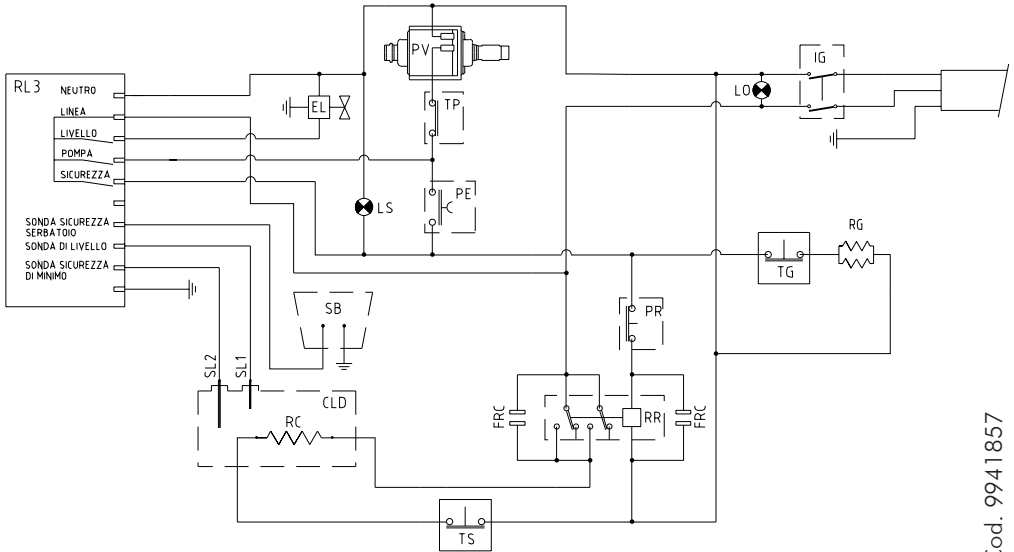 RL3
NEUTRO
LINEA
LIVELLO
POMPA
SICUREZZA
SONDA SICUREZZA
SERBATOIO
SONDA DI LIVELLO
SONDA SICUREZZA
DI MINIMO
EL
PV
TP
PE
C
LS
LO
IG
TG
RG
SB
PR
SL2
SL1
CLD
RC
FRC
RR
FRC
TS
Cod. 9941857